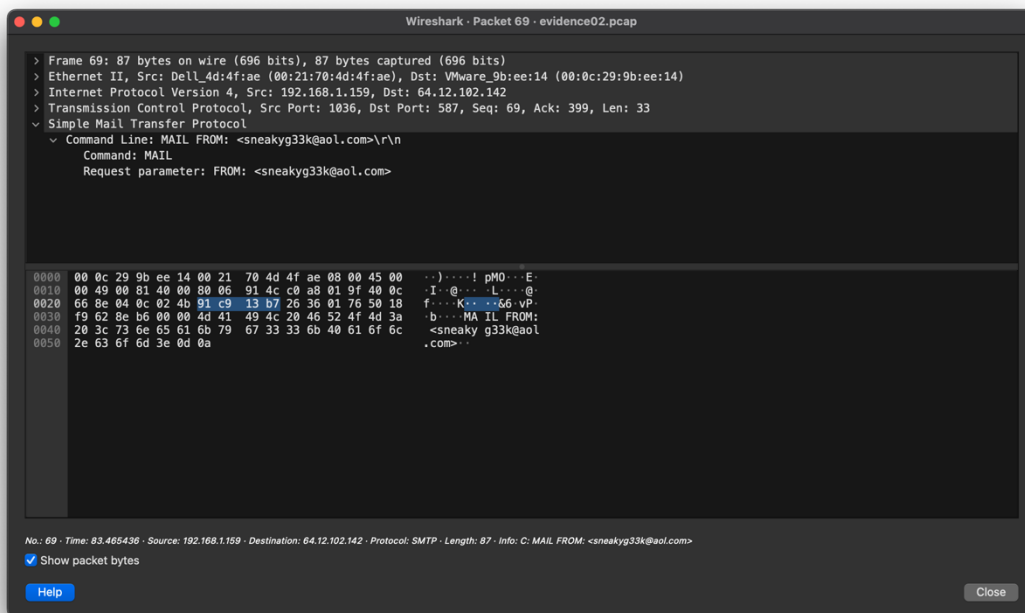 Wireshark · Packet 69 · evidence02.pcap
> Frame 69: 87 bytes on wire (696 bits), 87 bytes captured (696 bits)
> Ethernet II, Src: Dell_4d:4f:ae (00:21:70:4d:4f:ae), Dst: VMware_9b:ee:14 (00:0c:29:9b:ee:14)
> Internet Protocol Version 4, Src: 192.168.1.159, Dst: 64.12.102.142
> Transmission Control Protocol, Src Port: 1036, Dst Port: 587, Seq: 69, Ack: 399, Len: 33
Simple Mail Transfer Protocol
Command Line: MAIL FROM: <sneakyg33k@aol.com>\r\n
Command: MAIL
Request parameter: FROM: <sneakyg33k@aol.com>
0000 00 0c 29 9b ee 14 00 21 70 4d 4f ae 08 00 45 00 ··)····! pMO···E·
0010 00 49 00 81 40 00 80 06 91 4c c0 a8 01 9f 40 0c ·I··@··· ·L····@·
0020 66 8e 04 0c 02 4b 91 c9 13 b7 26 36 01 76 50 18 f····K·· ··&6·vP·
0030 f9 62 8e b6 00 00 4d 41 49 4c 20 46 52 4f 4d 3a ·b····MA IL FROM:
0040 20 3c 73 6e 65 61 6b 79 67 33 33 6b 40 61 6f 6c <sneaky g33k@aol
0050 2e 63 6f 6d 3e 0d 0a .com>··
No.: 69 · Time: 83.465436 · Source: 192.168.1.159 · Destination: 64.12.102.142 · Protocol: SMTP · Length: 87 · Info: C: MAIL FROM: <sneakyg33k@aol.com>
Show packet bytes
Help
Close